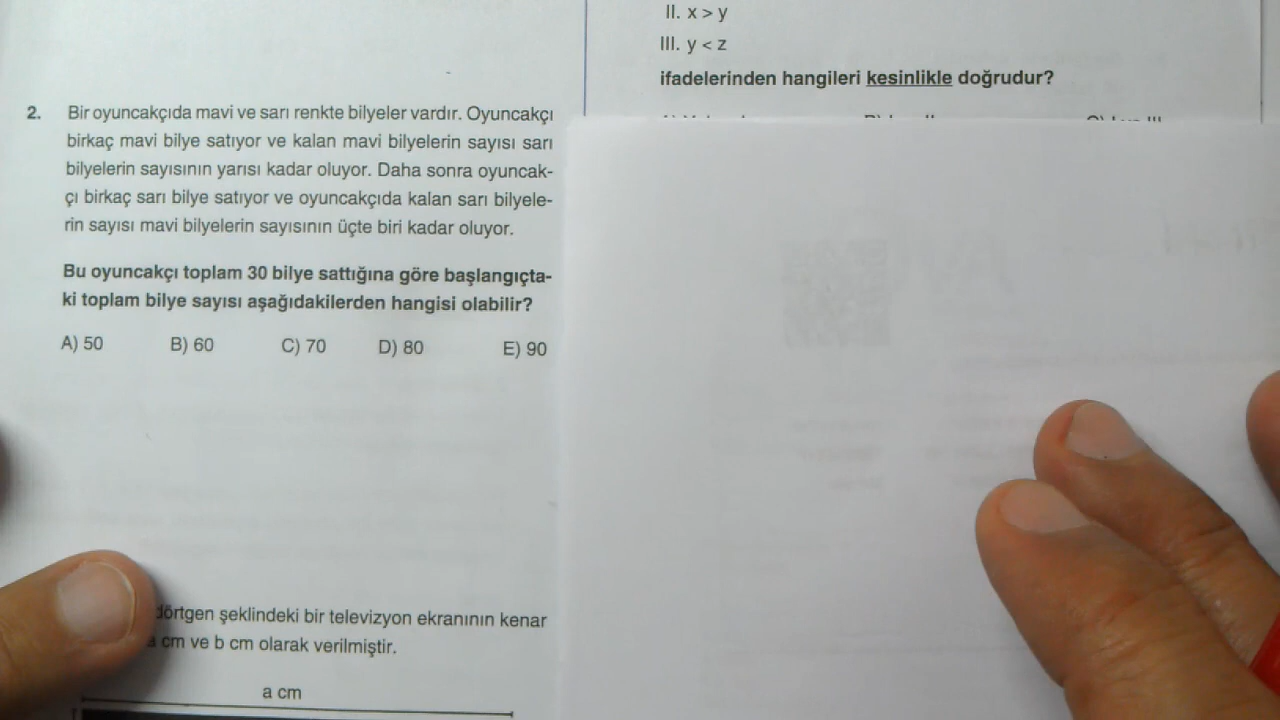 2. Bir oyuncakçıda mavi ve sarı renkte bilyeler vardır. Oyuncakçı
birkaç mavi bilye satıyor ve kalan mavi bilyelerin sayısı sarı
bilyelerin sayısının yarısı kadar oluyor. Daha sonra oyuncak-
çı birkaç sarı bilye satıyor ve oyuncakçıda kalan sarı bilyele-
rin sayısı mavi bilyelerin sayısının üçte biri kadar oluyor.
Bu oyuncakçı toplam 30 bilye sattığına göre başlangıçta-
ki toplam bilye sayısı aşağıdakilerden hangisi olabilir?
A) 50 B) 60 C) 70 D) 80 E) 90
dörtgen şeklindeki bir televizyon ekranının kenar
a cm ve b cm olarak verilmiştir.
a cm
II. x > y
III. y < z
ifadelerinden hangileri kesinlikle doğrudur?